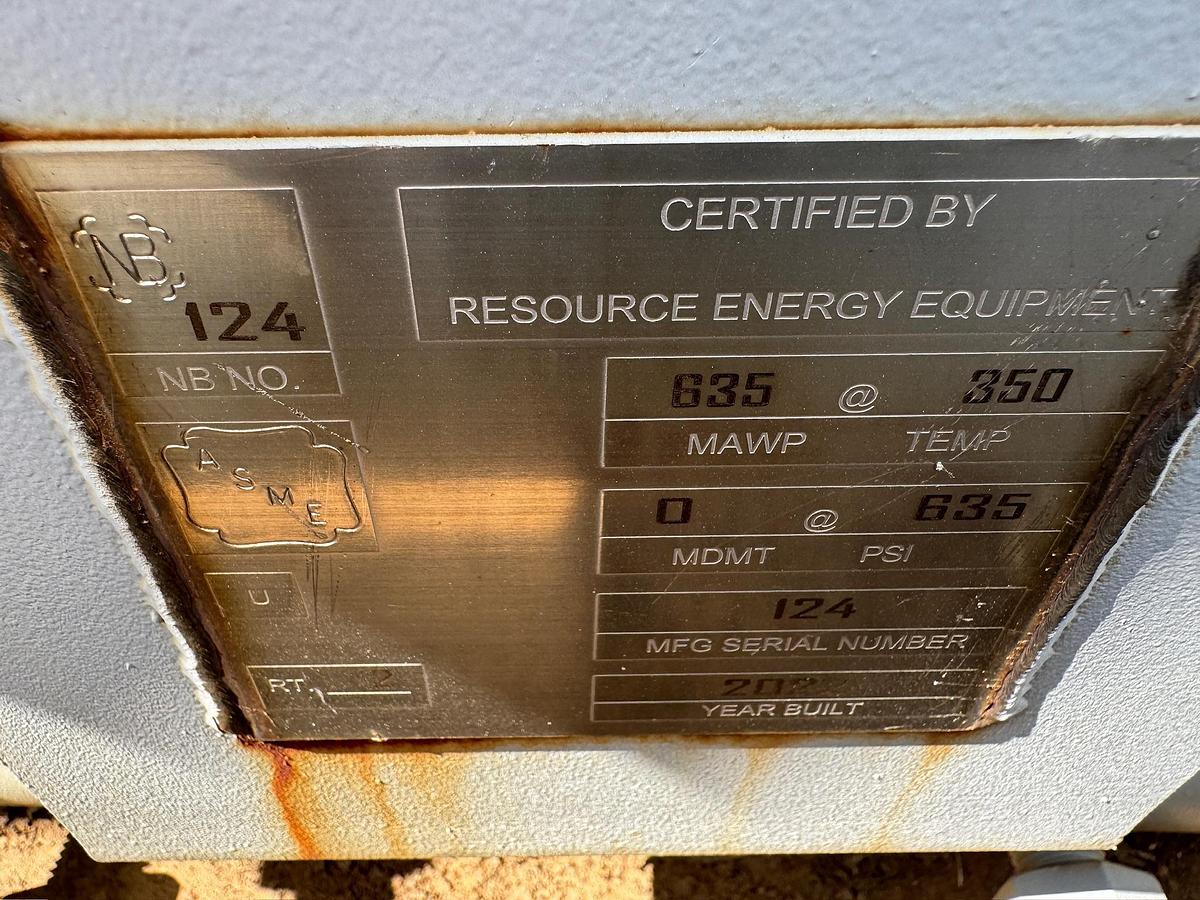 NB
124
NB NO.
CERTIFIED BY
RESOURCE ENERGY EQUIPMENT
635 @ 350
MAWP TEMP
ASME
0 @ 635
MDMT PSI
U
124
MFG SERIAL NUMBER
RT. 2
YEAR BUILT